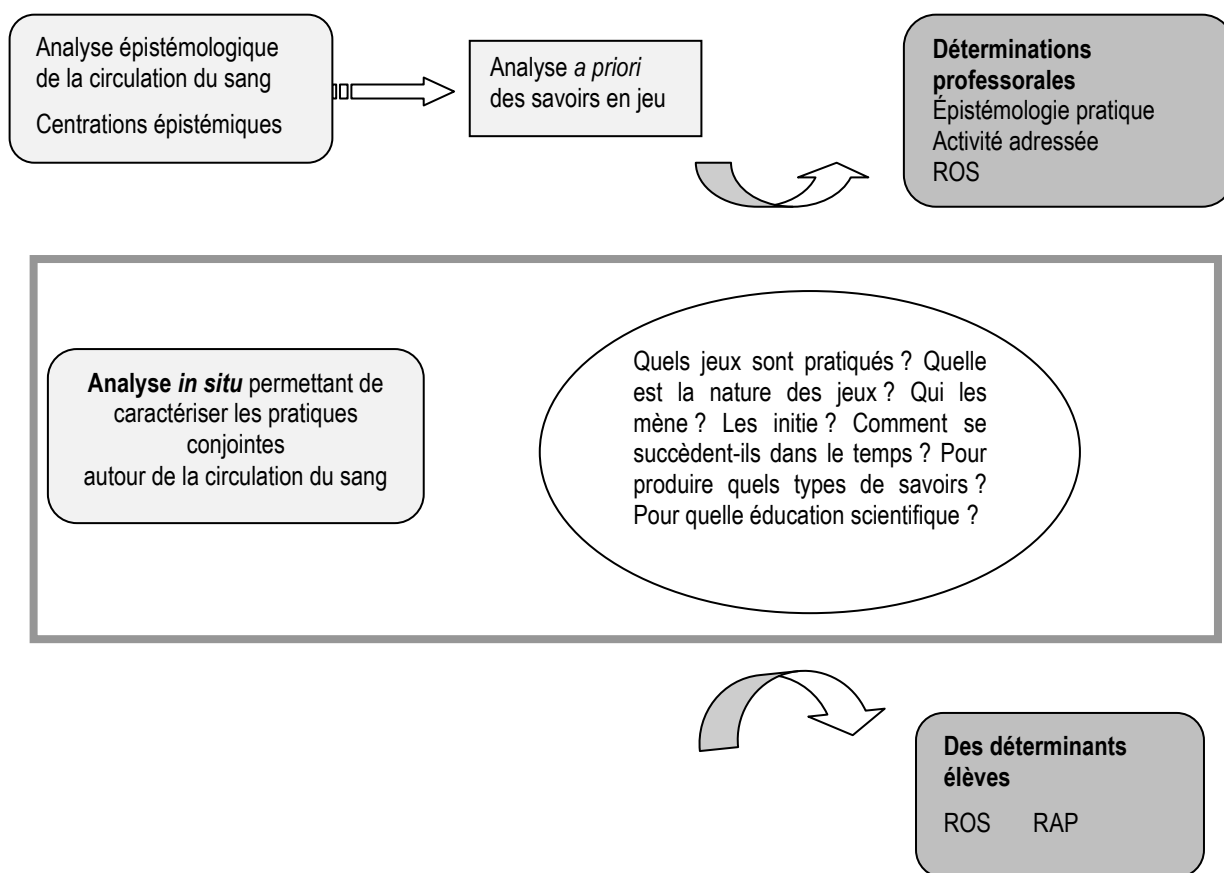 Analyse épistémologique
de la circulation du sang
Centrations épistémiques
Analyse a priori
des savoirs en jeu
Déterminations
professorales
Épistémologie pratique
Activité adressée
ROS
Analyse in situ permettant de
caractériser les pratiques
conjointes
autour de la circulation du sang
Quels jeux sont pratiqués ? Quelle
est la nature des jeux ? Qui les
mène ? Les initie ? Comment se
succèdent-ils dans le temps ? Pour
produire quels types de savoirs ?
Pour quelle éducation scientifique ?
Des déterminants
élèves
ROS RAP